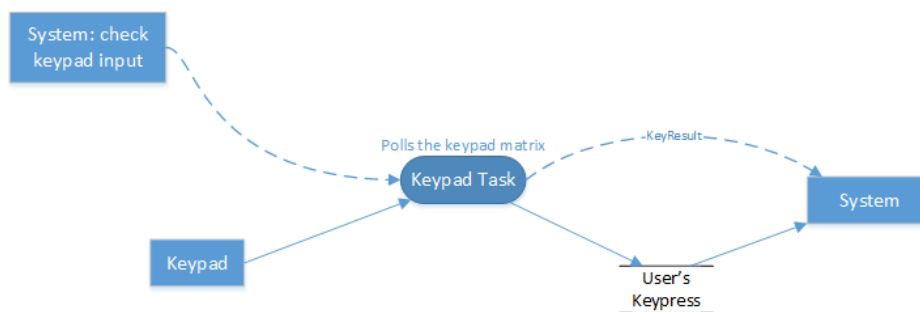 System: check
keypad input
Polls the keypad matrix
KeyResult
Keypad Task
System
Keypad
User's
Keypress